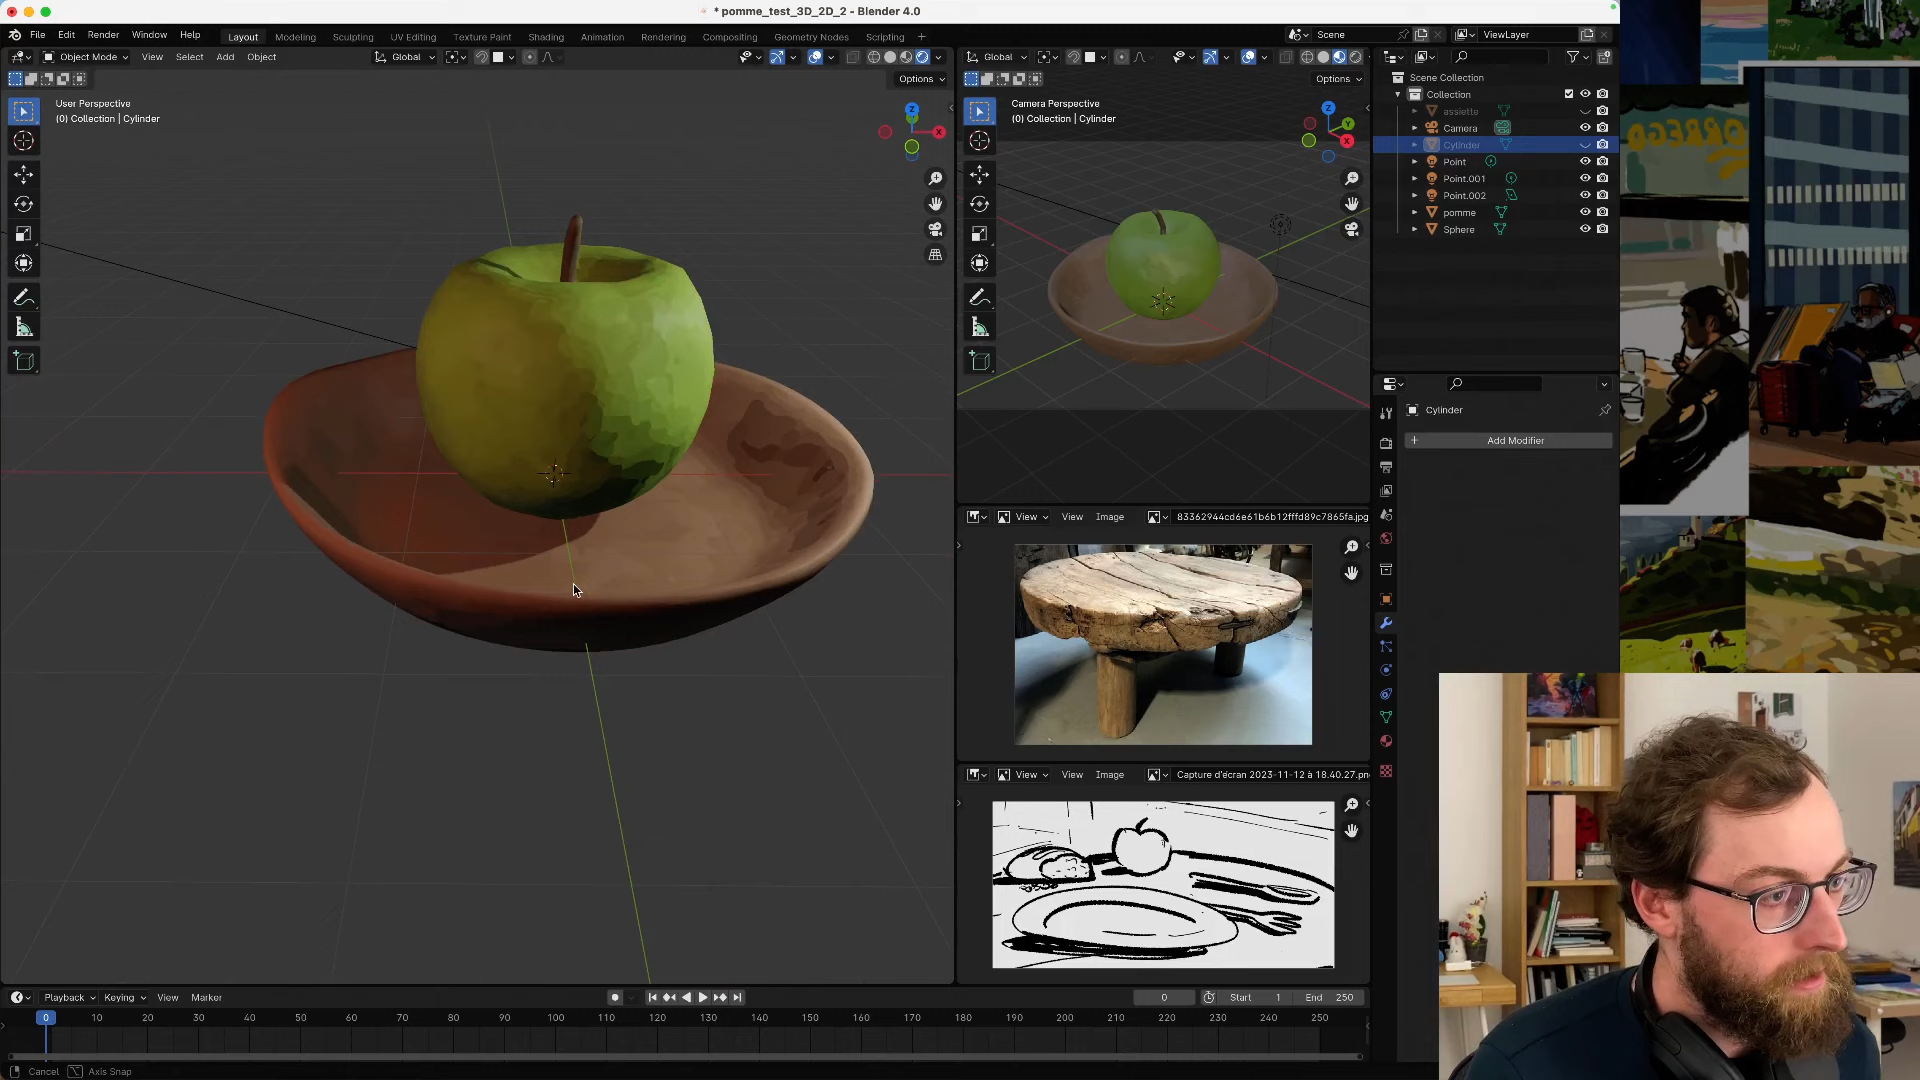 * pomme_test_3D_2D_2 - Blender 4.0
File Edit Render Window Help
Layout Modeling Sculpting UV Editing Texture Paint Shading Animation Rendering Compositing Geometry Nodes Scripting +
Scene
ViewLayer
Object Mode View Select Add Object
Global
Options
User Perspective
(0) Collection | Cylinder
Z
X
Global
Options
Camera Perspective
(0) Collection | Cylinder
Z
Y
X
Scene Collection
Collection
assiette
Camera
Cylinder
Point
Point.001
Point.002
pomme
Sphere
Cylinder
+ Add Modifier
View View Image 83362944cd6e61b6b12fffd89c7865fa.jpg
View View Image Capture d'écran 2023-11-12 à 18.40.27.pn
Playback Keying View Marker
0 Start 1 End 250
0 10 20 30 40 50 60 70 80 90 100 110 120 130 140 150 160 170 180 190 200 210 220 230 240 250
Cancel Axis Snap
ORREGO